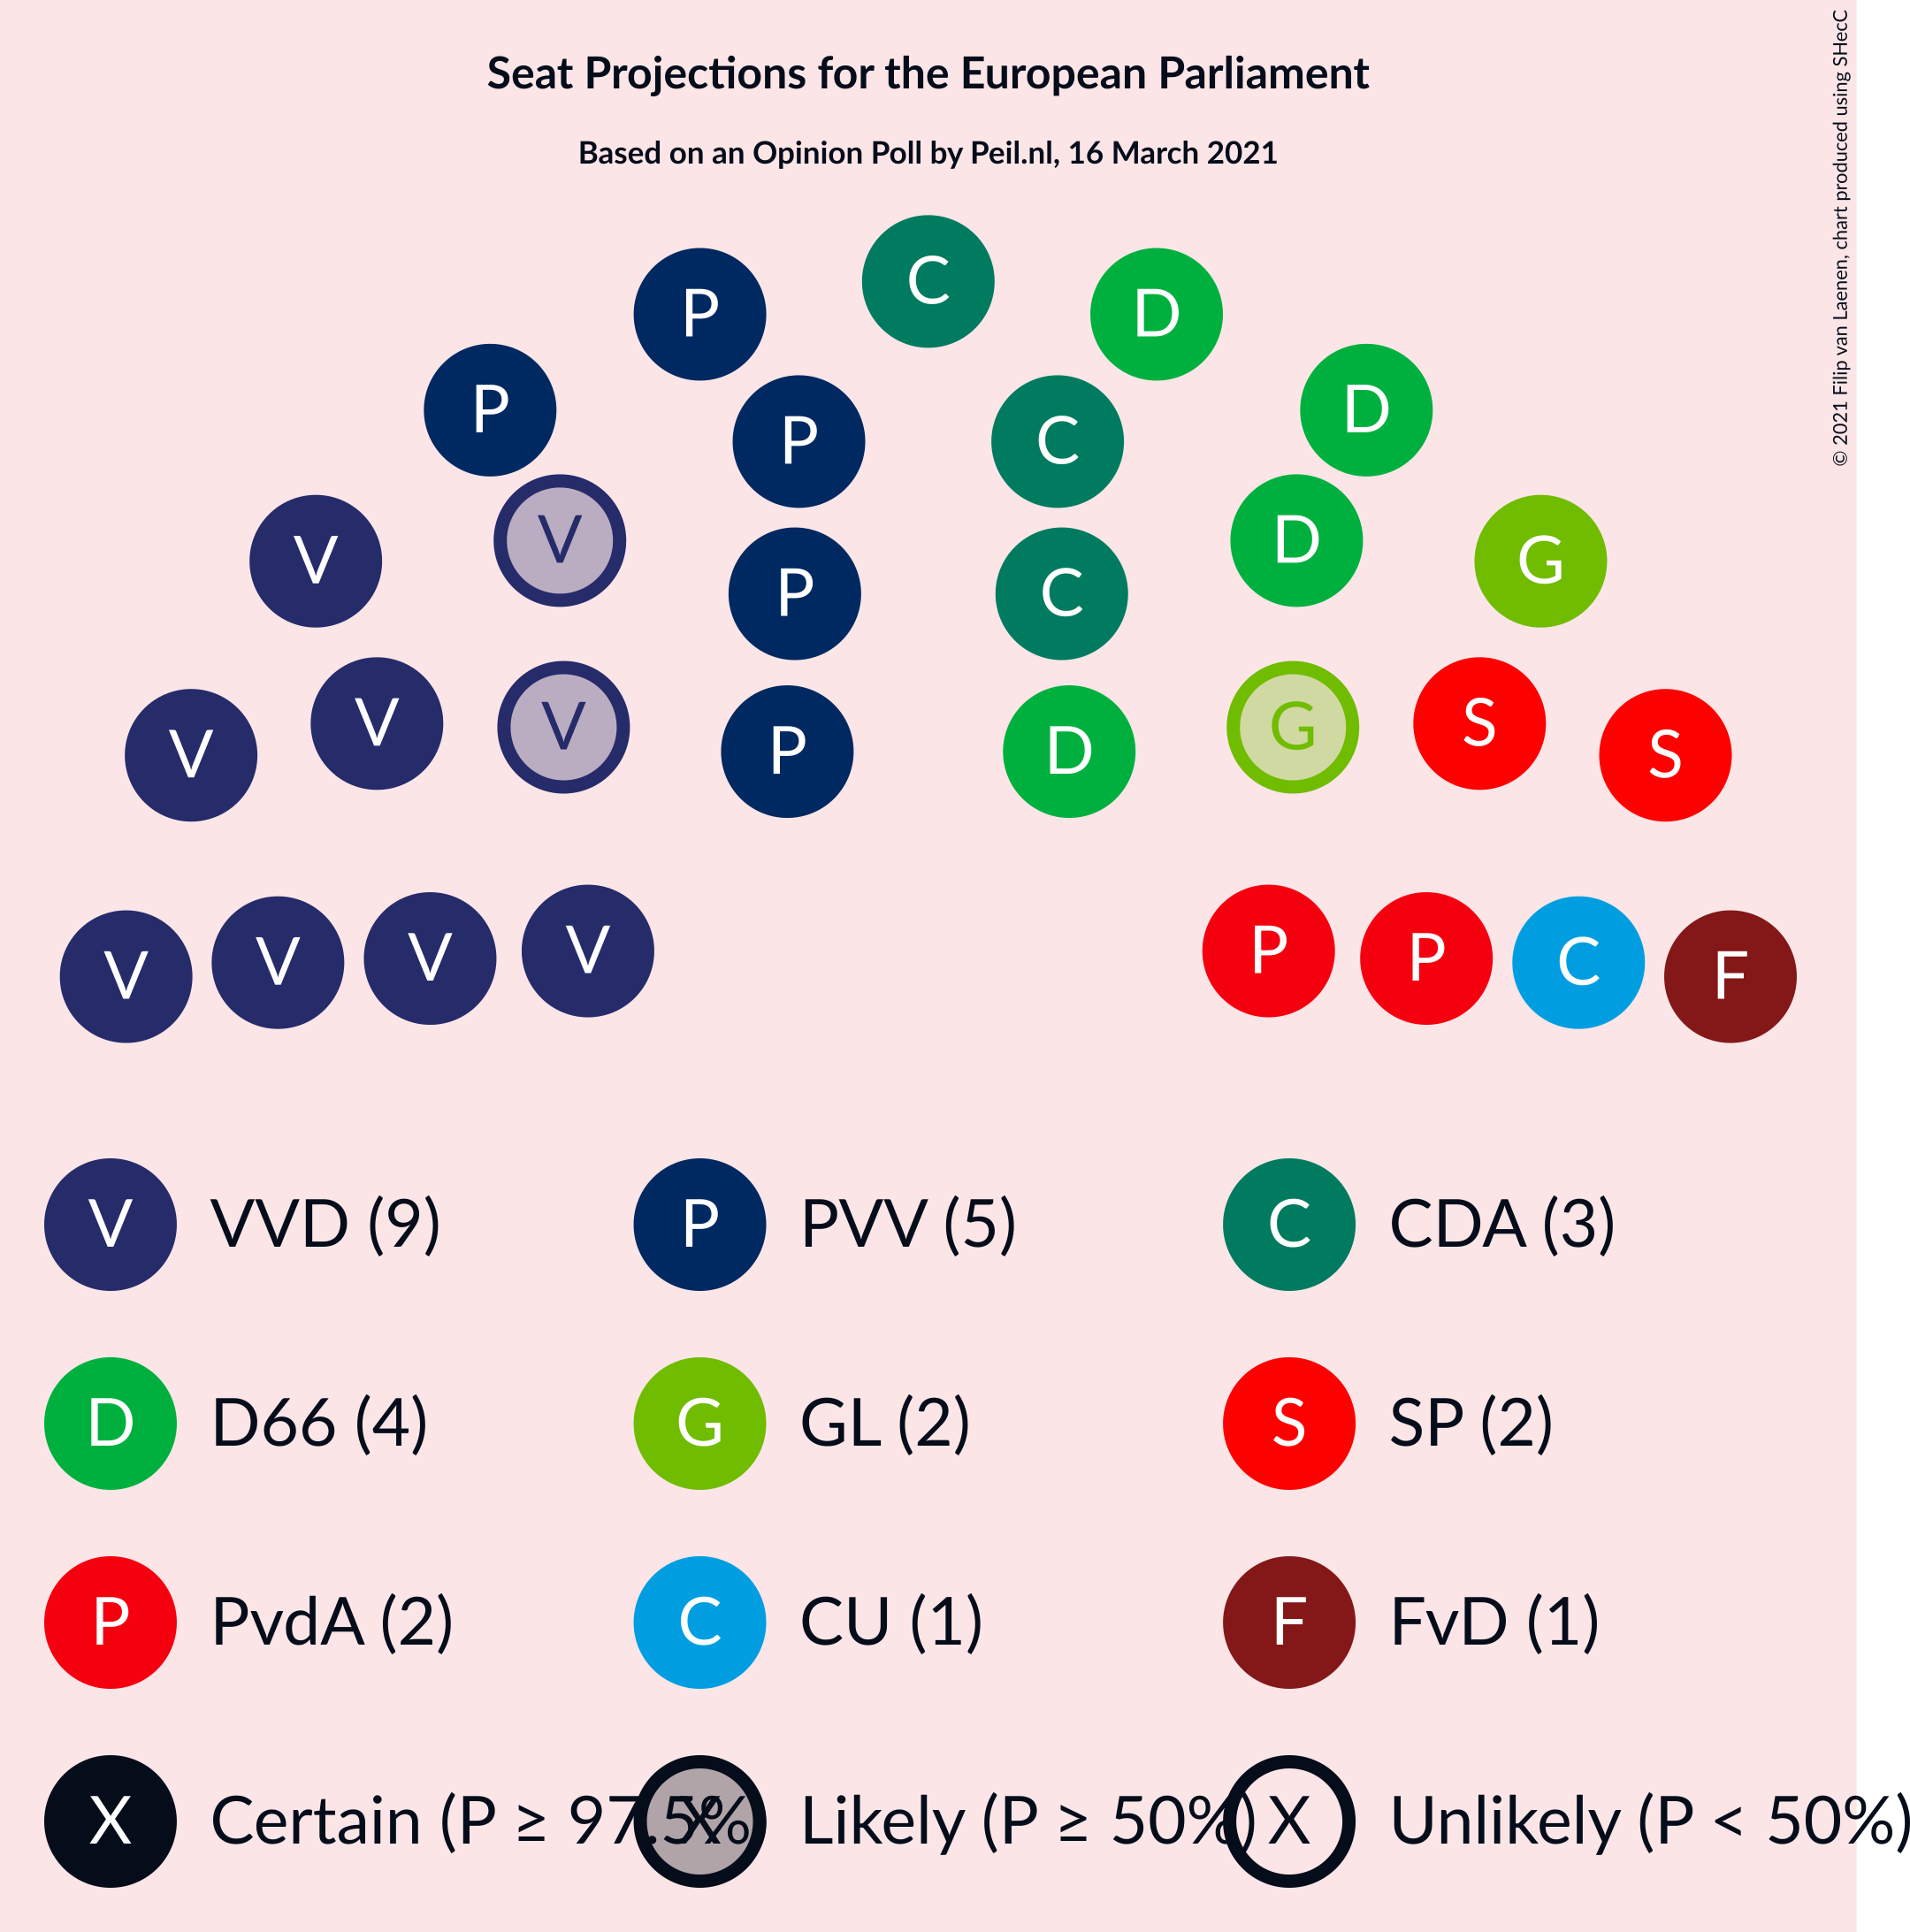 Seat Projections for the European Parliament
Based on an Opinion Poll by Peil.nl, 16 March 2021
© 2021 Filip van Laenen, chart produced using SHecC
C
P D
P D
P C
V D
V G
P C
V S
V G
V S
P D
V P
V P
V C
V F
V VVD (9) P PVV (5) C CDA (3)
D D66 (4) G GL (2) S SP (2)
P PvdA (2) C CU (1) F FvD (1)
X Certain (P ≥ 97.5% X Likely (P ≥ 50%) X Unlikely (P < 50%)